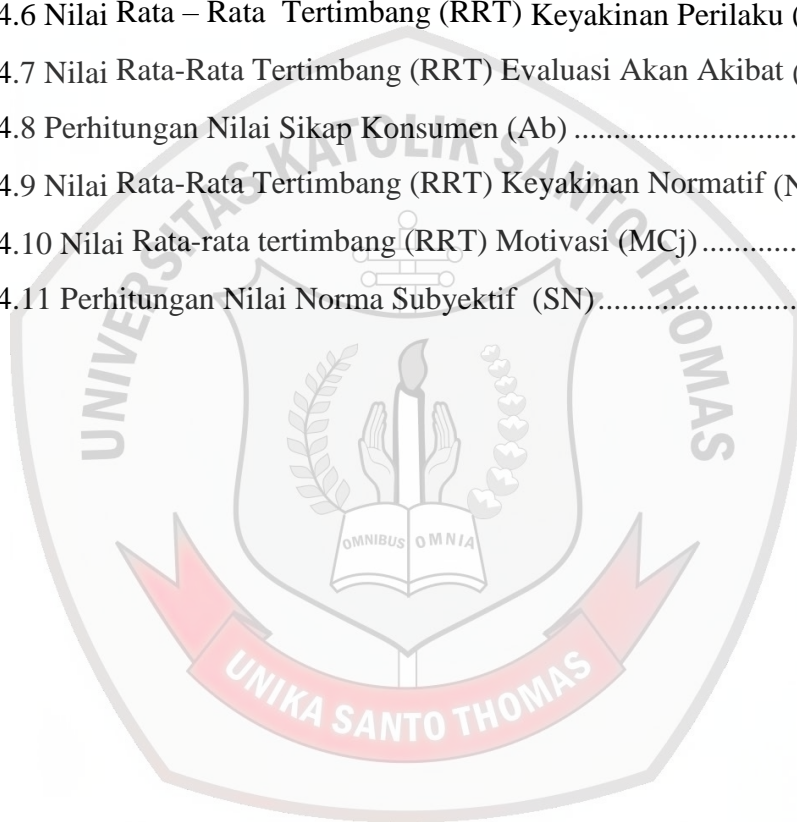 4.6 Nilai Rata – Rata  Tertimbang (RRT) Keyakinan Perilaku (
4.7 Nilai Rata-Rata Tertimbang (RRT) Evaluasi Akan Akibat (
4.8 Perhitungan Nilai Sikap Konsumen (Ab) ............................
4.9 Nilai Rata-Rata Tertimbang (RRT) Keyakinan Normatif (N
4.10 Nilai Rata-rata tertimbang (RRT) Motivasi (MCj)............
4.11 Perhitungan Nilai Norma Subyektif  (SN).........................
UNIVERSITAS KATOLIK SANTO THOMAS
OMNIBUS OMNIA
UNIKA SANTO THOMAS